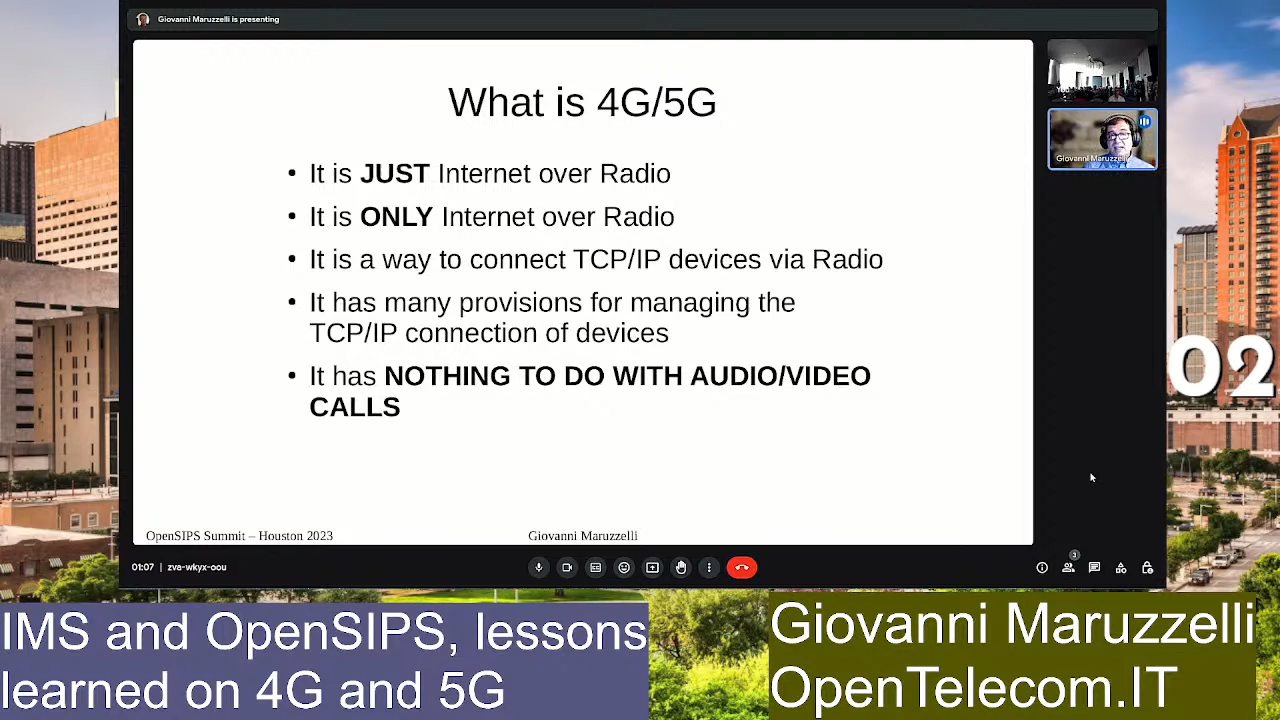 Giovanni Maruzzelli is presenting
What is 4G/5G
• It is JUST Internet over Radio
• It is ONLY Internet over Radio
• It is a way to connect TCP/IP devices via Radio
• It has many provisions for managing the
TCP/IP connection of devices
• It has NOTHING TO DO WITH AUDIO/VIDEO
CALLS
OpenSIPS Summit – Houston 2023
Giovanni Maruzzelli
Giovanni Maruzzelli
02
01:07 | zva-wkyx-oou
3
IMS and OpenSIPS, lessons
learned on 4G and 5G
Giovanni Maruzzelli
OpenTelecom.IT